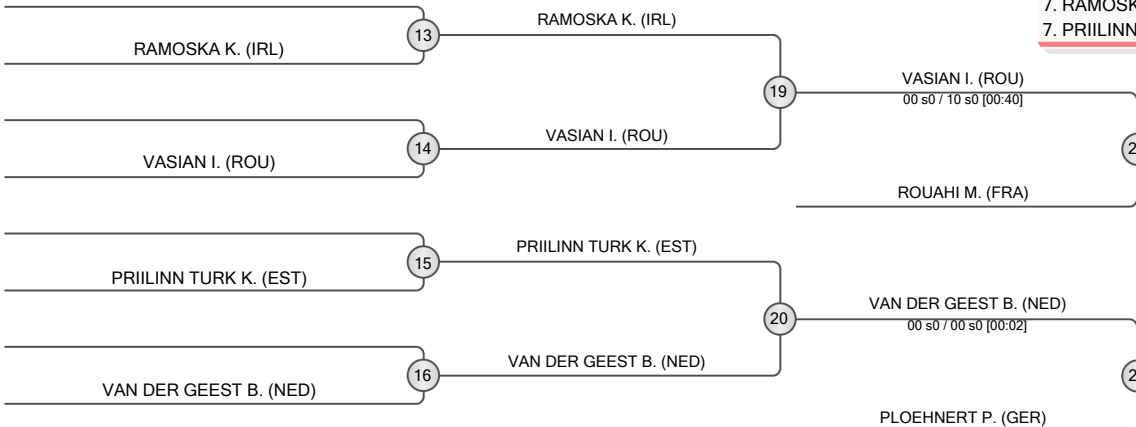 7. RAMOSK
7. PRIILINN
RAMOSKA K. (IRL)
13
RAMOSKA K. (IRL)
19
VASIAN I. (ROU)
00 s0 / 10 s0 [00:40]
VASIAN I. (ROU)
14
VASIAN I. (ROU)
2
ROUAHI M. (FRA)
PRIILINN TURK K. (EST)
15
PRIILINN TURK K. (EST)
20
VAN DER GEEST B. (NED)
00 s0 / 00 s0 [00:02]
VAN DER GEEST B. (NED)
16
VAN DER GEEST B. (NED)
2
PLOEHNERT P. (GER)